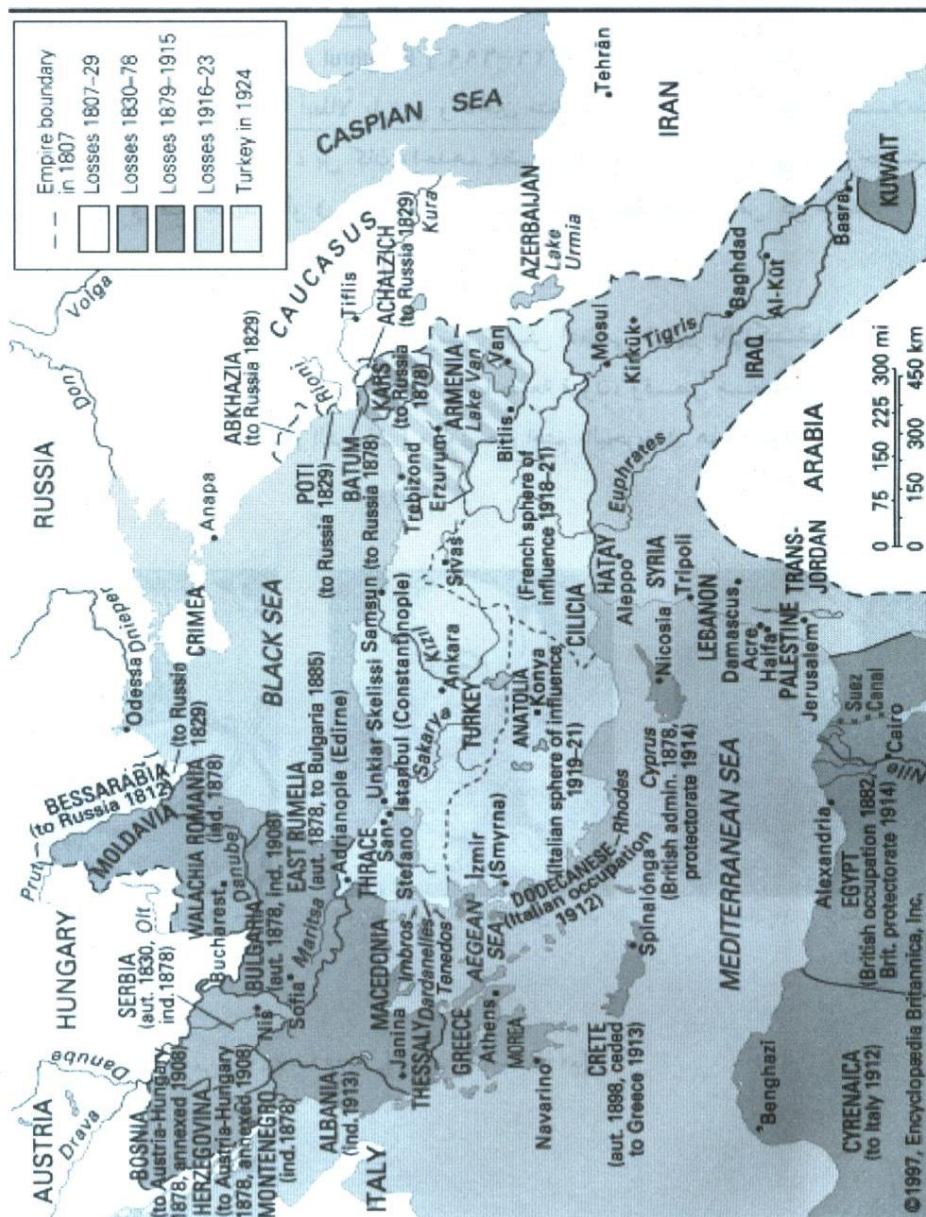 Empire boundary
in 1807
Losses 1807–29
Losses 1830–78
Losses 1879–1915
Losses 1916–23
Turkey in 1924
AUSTRIA
HUNGARY
RUSSIA
Drava
Danube
Prut
Olt
Dnieper
Don
Volga
BESSARABIA
(to Russia 1812)
Odessa
(to Russia
1829)
CRIMEA
Anapa
CAUCASUS
CASPIAN SEA
ABKHAZIA
(to Russia 1829)
Rioni
Tiflis
Kura
ACHALZICH
(to Russia 1829)
POTI
(to Russia 1829)
BATUM
(to Russia 1878)
KARS
(to Russia
1878)
BOSNIA
(to Austria-Hungary
1878, annexed 1908)
HERZEGOVINA
(to Austria-Hungary
1878, annexed 1908)
MONTENEGRO
(ind. 1878)
SERBIA
(aut. 1830,
ind. 1878)
MOLDAVIA
WALACHIA
ROMANIA
(ind. 1878)
Bucharest
Danube
BULGARIA
(aut. 1878, ind. 1908)
Nis
Sofia
Maritsa
EAST RUMELIA
(aut. 1878, to Bulgaria 1885)
Adrianople (Edirne)
BLACK SEA
ALBANIA
(ind. 1913)
ITALY
MACEDONIA
THRACE
San
Stefano
Unkiar Skelissi
Istanbul (Constantinople)
Samsun
Trebizond
Erzurum
ARMENIA
Lake Van
Van
Bitlis
AZERBAIJAN
Lake
Urmia
Tehrān
IRAN
Janina
THESSALY
Imbros
Dardanelles
Tenedos
GREECE
AEGEAN
SEA
Athens
MOREA
Navarino
Izmir
(Smyrna)
Sakarya
Ankara
Kizil
Sivas
TURKEY
ANATOLIA
Konya
(Italian sphere of influence
1919–21)
CILICIA
(French sphere of
influence 1918–21)
DODECANESE
(Italian occupation
1912)
Rhodes
CRETE
(aut. 1898, ceded
to Greece 1913)
Spinalónga
Cyprus
(British admin. 1878,
protectorate 1914)
Nicosia
HATAY
Aleppo
SYRIA
Tripoli
LEBANON
Damascus
Acre
Haifa
PALESTINE
Jerusalem
TRANS-
JORDAN
Euphrates
Mosul
Kirkūk
Tigris
Baghdad
Al-Kūt
IRAQ
Basra
KUWAIT
ARABIA
MEDITERRANEAN SEA
Benghazi
CYRENAICA
(to Italy 1912)
Alexandria
EGYPT
(British occupation 1882,
Brit. protectorate 1914)
Suez
Canal
Cairo
Nile
0 75 150 225 300 mi
0 150 300 450 km
©1997, Encyclopædia Britannica, Inc.